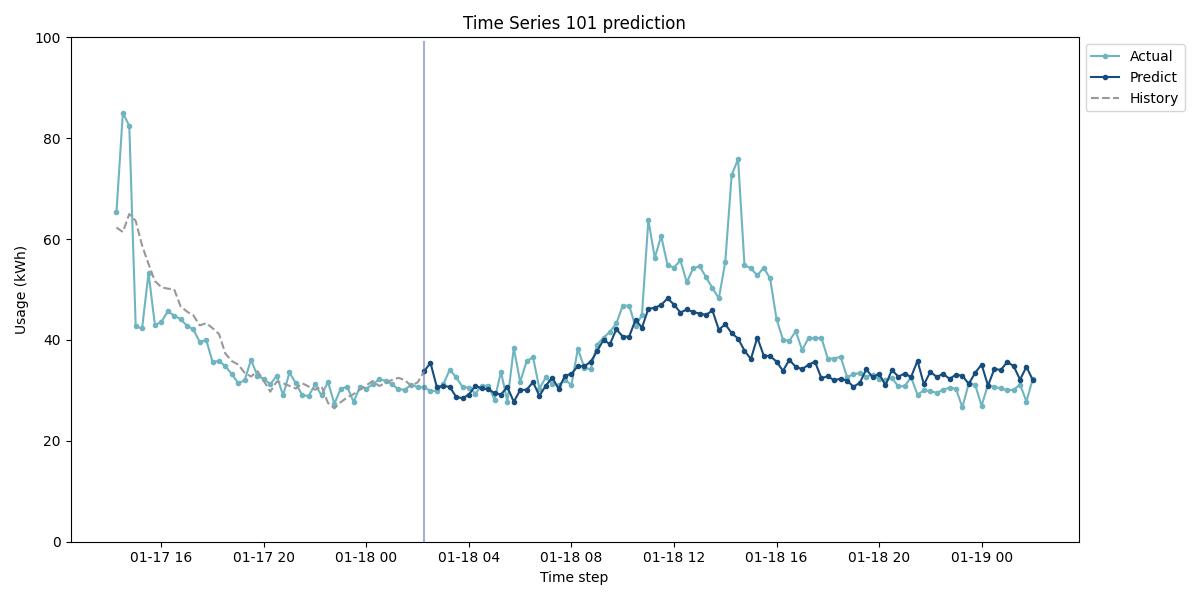 Time Series 101 prediction
Usage (kWh)
100
80
60
40
20
0
01-17 16
01-17 20
01-18 00
01-18 04
01-18 08
01-18 12
01-18 16
01-18 20
01-19 00
Time step
Actual
Predict
History